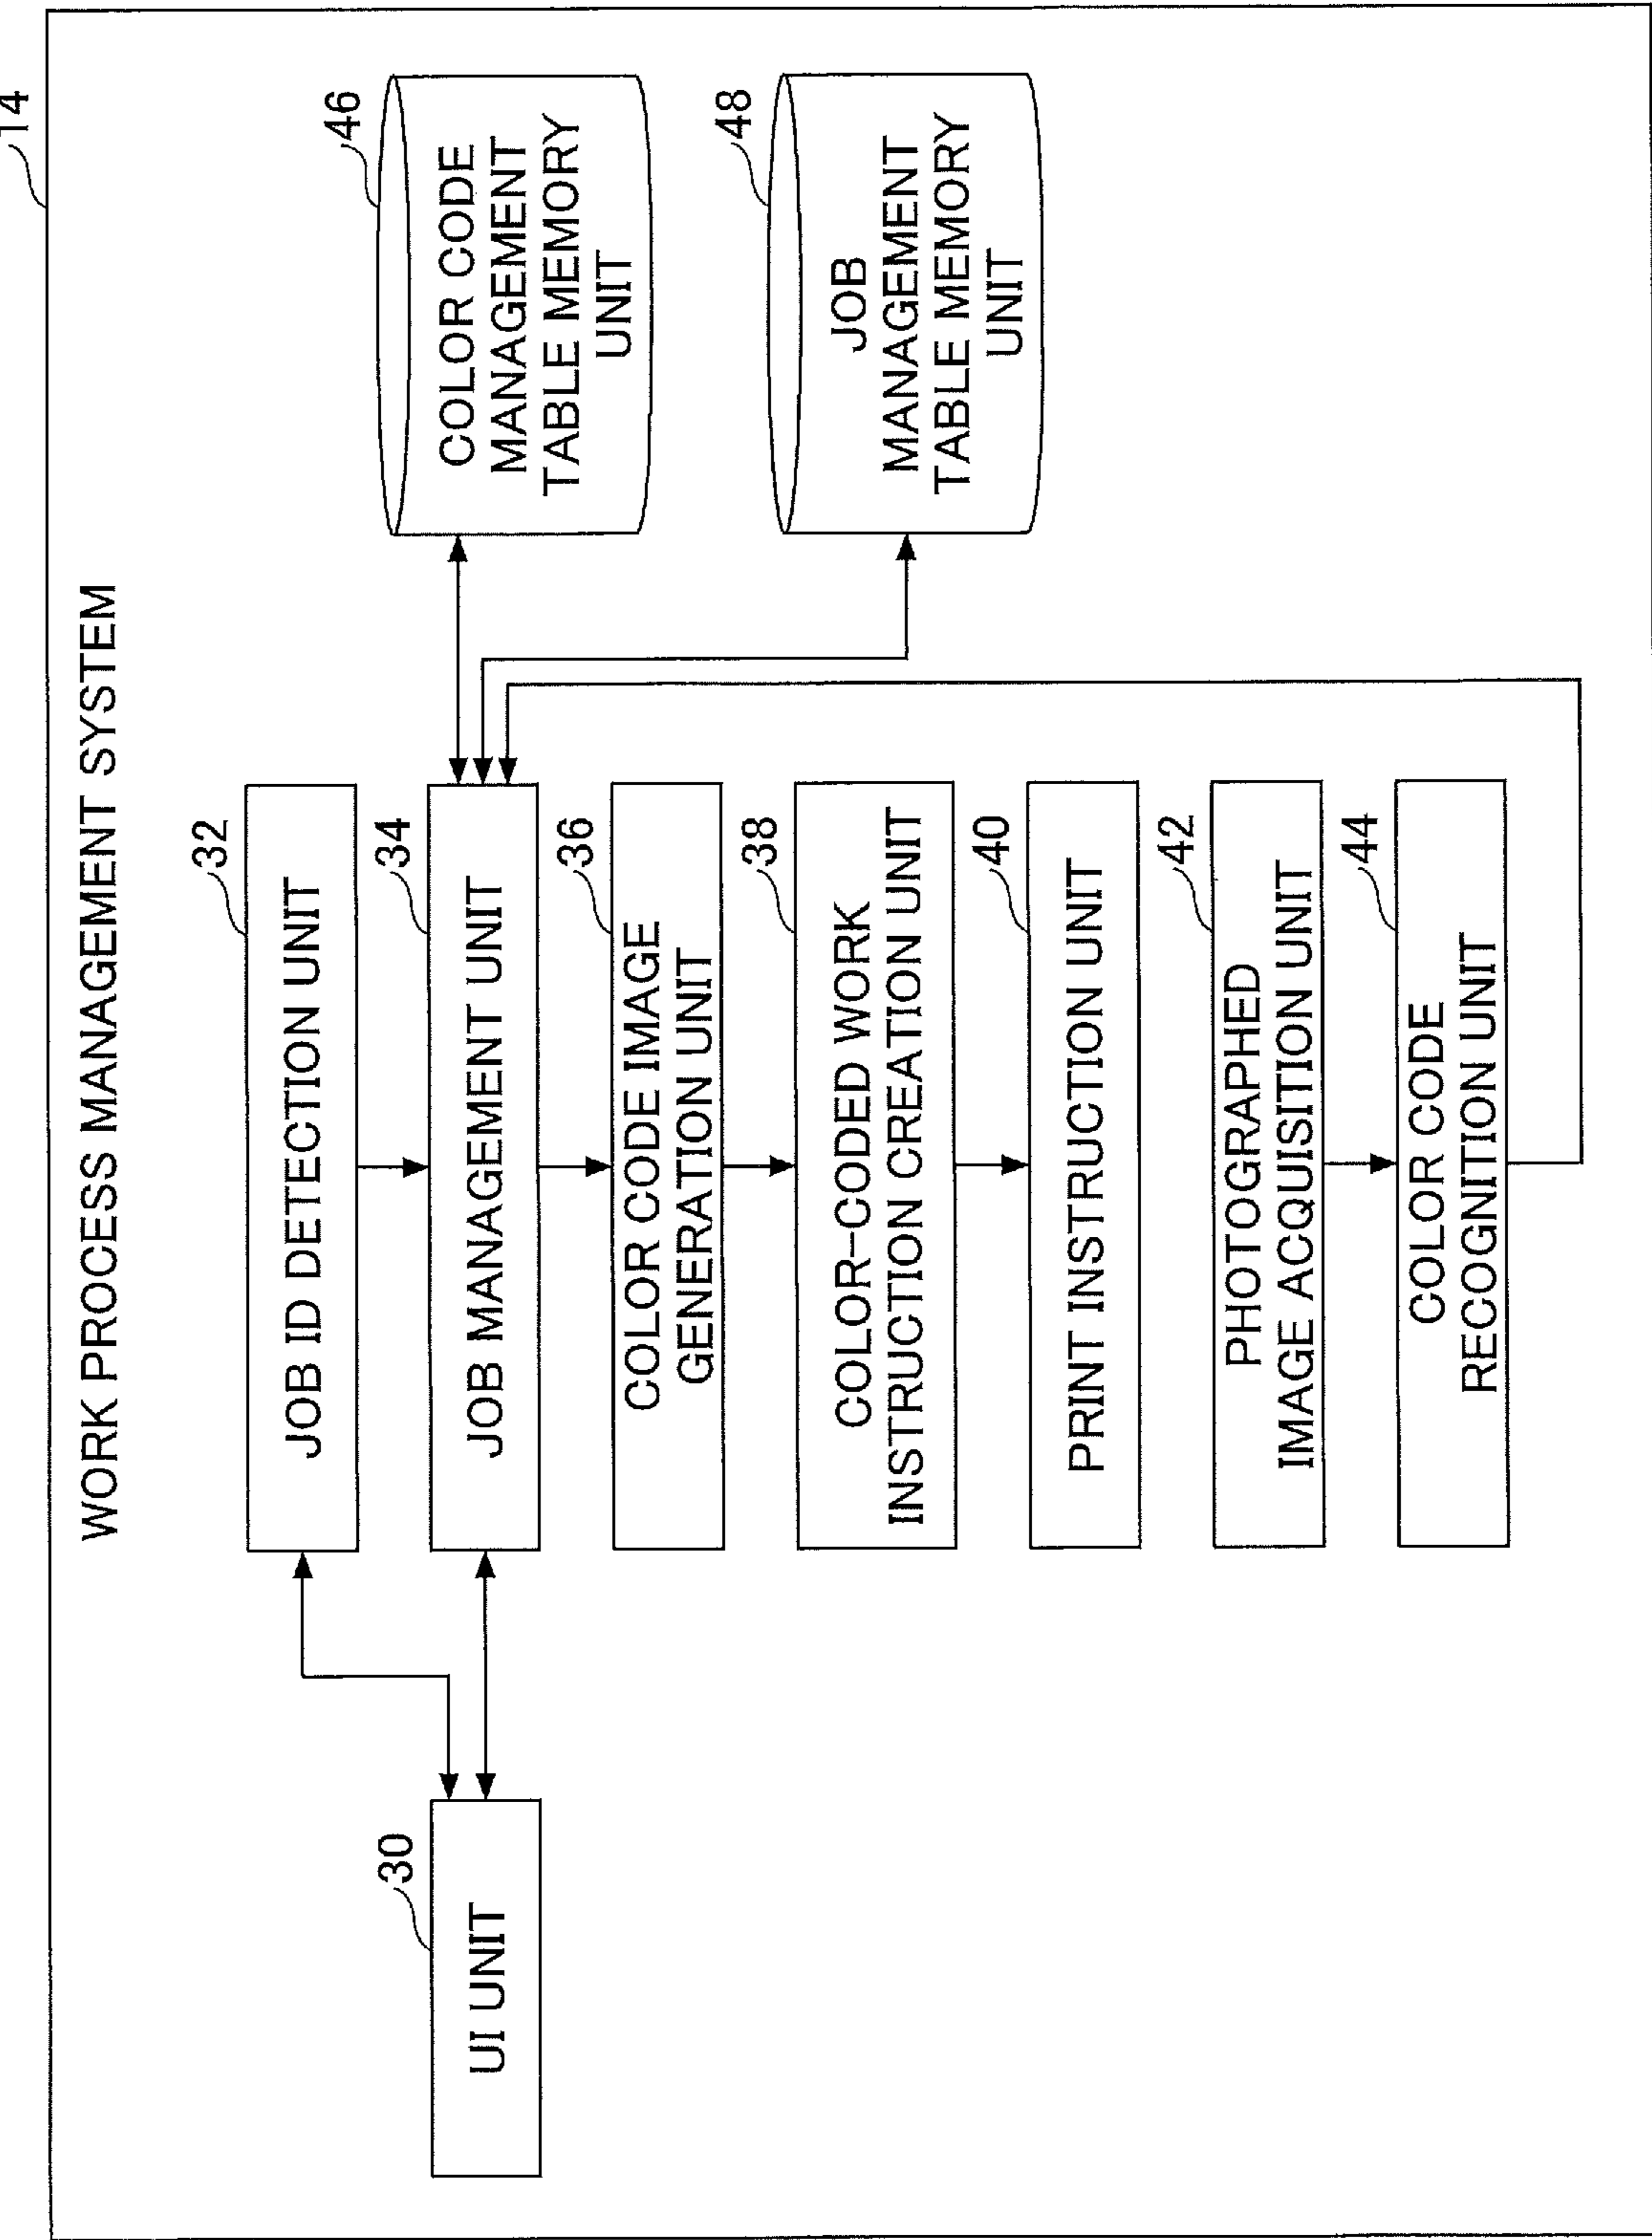 14
WORK PROCESS MANAGEMENT SYSTEM
30
UI UNIT
32
JOB ID DETECTION UNIT
34
JOB MANAGEMENT UNIT
36
COLOR CODE IMAGE
GENERATION UNIT
38
COLOR-CODED WORK
INSTRUCTION CREATION UNIT
40
PRINT INSTRUCTION UNIT
42
PHOTOGRAPHED
IMAGE ACQUISITION UNIT
44
COLOR CODE
RECOGNITION UNIT
46
COLOR CODE
MANAGEMENT
TABLE MEMORY
UNIT
48
JOB
MANAGEMENT
TABLE MEMORY
UNIT